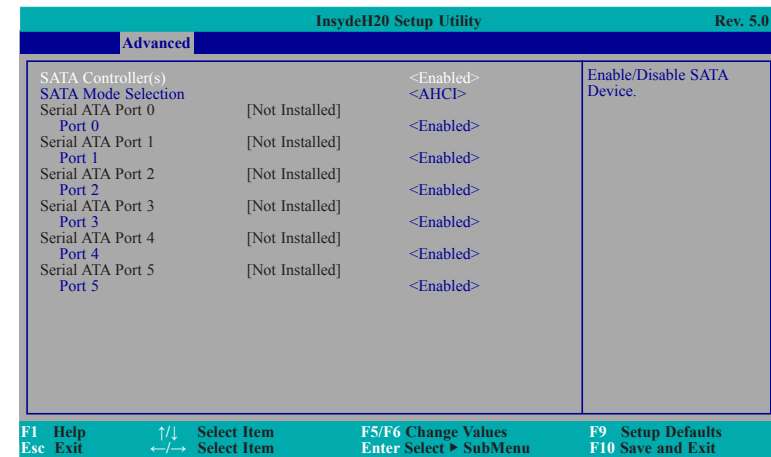 InsydeH20 Setup Utility Rev. 5.0
Advanced
SATA Controller(s) <Enabled>
SATA Mode Selection <AHCI>
Serial ATA Port 0 [Not Installed]
Port 0 <Enabled>
Serial ATA Port 1 [Not Installed]
Port 1 <Enabled>
Serial ATA Port 2 [Not Installed]
Port 2 <Enabled>
Serial ATA Port 3 [Not Installed]
Port 3 <Enabled>
Serial ATA Port 4 [Not Installed]
Port 4 <Enabled>
Serial ATA Port 5 [Not Installed]
Port 5 <Enabled>
Enable/Disable SATA
Device.
F1 Help ↑/↓ Select Item F5/F6 Change Values F9 Setup Defaults
Esc Exit ←/→ Select Item Enter Select ► SubMenu F10 Save and Exit